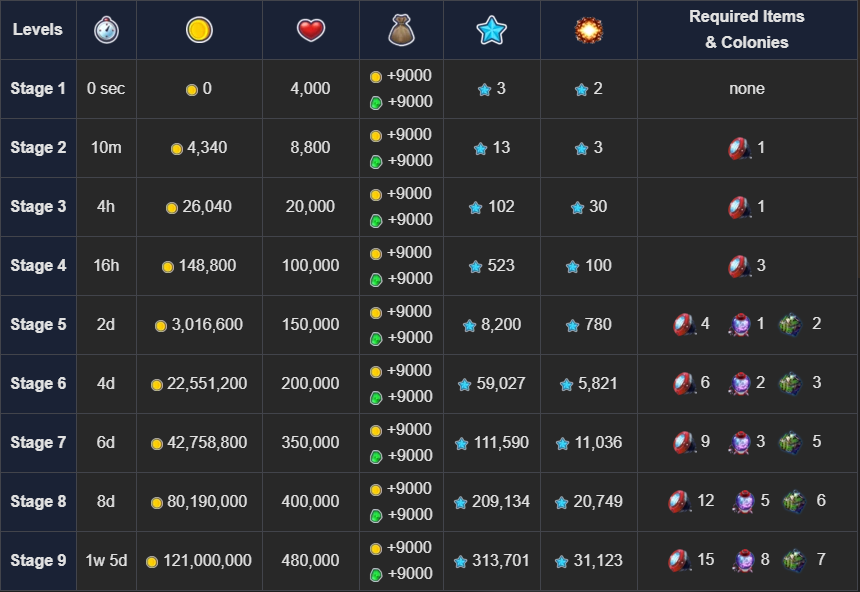 Levels Required Items
& Colonies
Stage 1 0 sec 0 4,000 +9000 +9000 3 2 none
Stage 2 10m 4,340 8,800 +9000 +9000 13 3 1
Stage 3 4h 26,040 20,000 +9000 +9000 102 30 1
Stage 4 16h 148,800 100,000 +9000 +9000 523 100 3
Stage 5 2d 3,016,600 150,000 +9000 +9000 8,200 780 4 1 2
Stage 6 4d 22,551,200 200,000 +9000 +9000 59,027 5,821 6 2 3
Stage 7 6d 42,758,800 350,000 +9000 +9000 111,590 11,036 9 3 5
Stage 8 8d 80,190,000 400,000 +9000 +9000 209,134 20,749 12 5 6
Stage 9 1w 5d 121,000,000 480,000 +9000 +9000 313,701 31,123 15 8 7